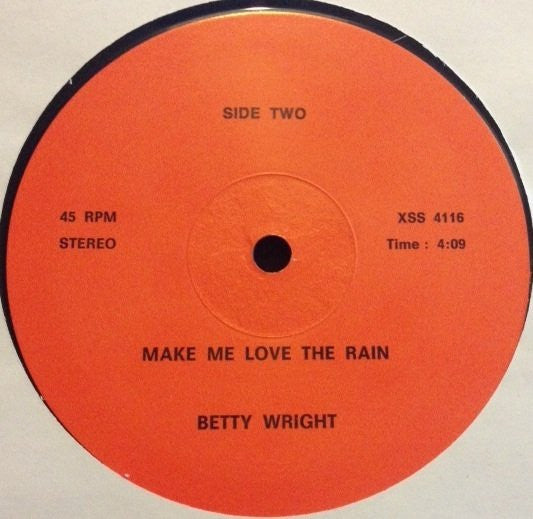 SIDE TWO
45 RPM
STEREO
XSS 4116
Time : 4:09
MAKE ME LOVE THE RAIN
BETTY WRIGHT